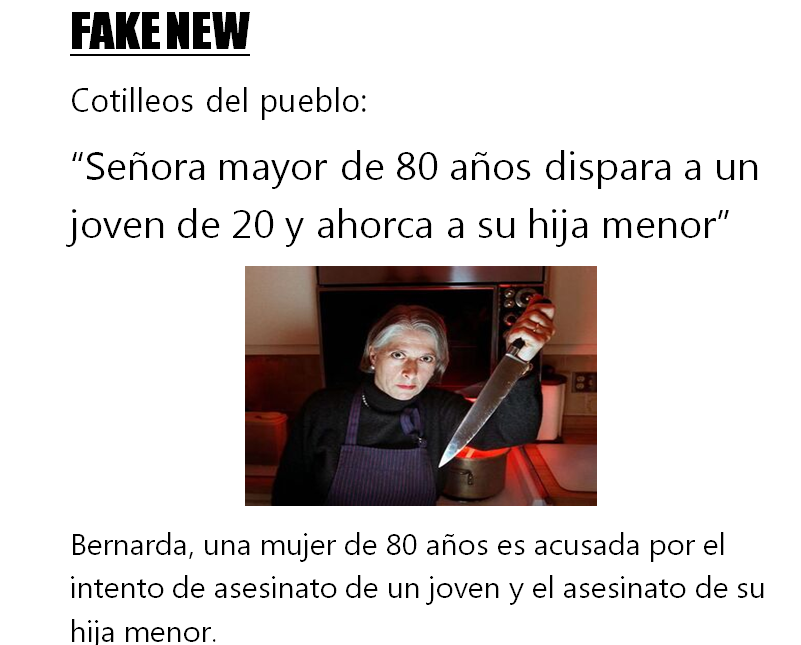 FAKE NEW
Cotilleos del pueblo:
“Señora mayor de 80 años dispara a un
joven de 20 y ahorca a su hija menor”
Bernarda, una mujer de 80 años es acusada por el
intento de asesinato de un joven y el asesinato de su
hija menor.